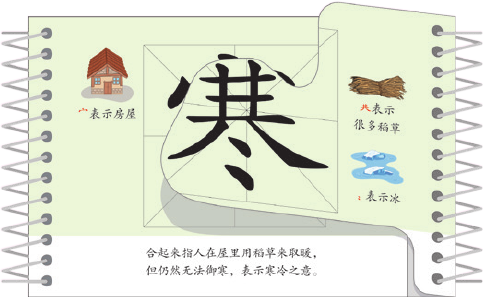 宀表示房屋
寒
表示
很多稻草
⺀表示冰
合起来指人在屋里用稻草来取暖，
但仍然无法御寒，表示寒冷之意。